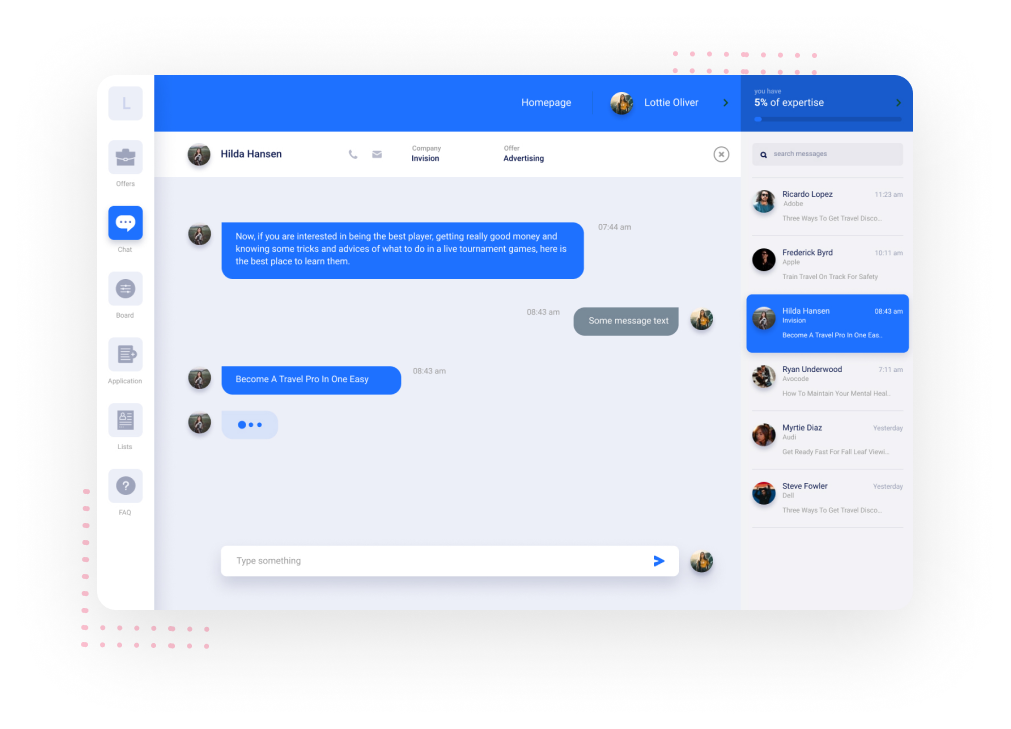 L
Offers
Chat
Board
Application
Lists
FAQ
Homepage
Lottie Oliver
you have
5% of expertise
Hilda Hansen
Company
Invision
Offer
Advertising
Now, if you are interested in being the best player, getting really good money and
knowing some tricks and advices of what to do in a live tournament games, here is
the best place to learn them.
07:44 am
08:43 am
Some message text
Become A Travel Pro In One Easy
08:43 am
Type something
search messages
Ricardo Lopez
11:23 am
Adobe
Three Ways To Get Travel Disco...
Frederick Byrd
10:11 am
Apple
Train Travel On Track For Safety
Hilda Hansen
08:43 am
Invision
Become A Travel Pro In One Eas..
Ryan Underwood
7:11 am
Avocode
How To Maintain Your Mental Heal..
Myrtie Diaz
Yesterday
Audi
Get Ready Fast For Fall Leaf Viewi...
Steve Fowler
Yesterday
Dell
Three Ways To Get Travel Disco...